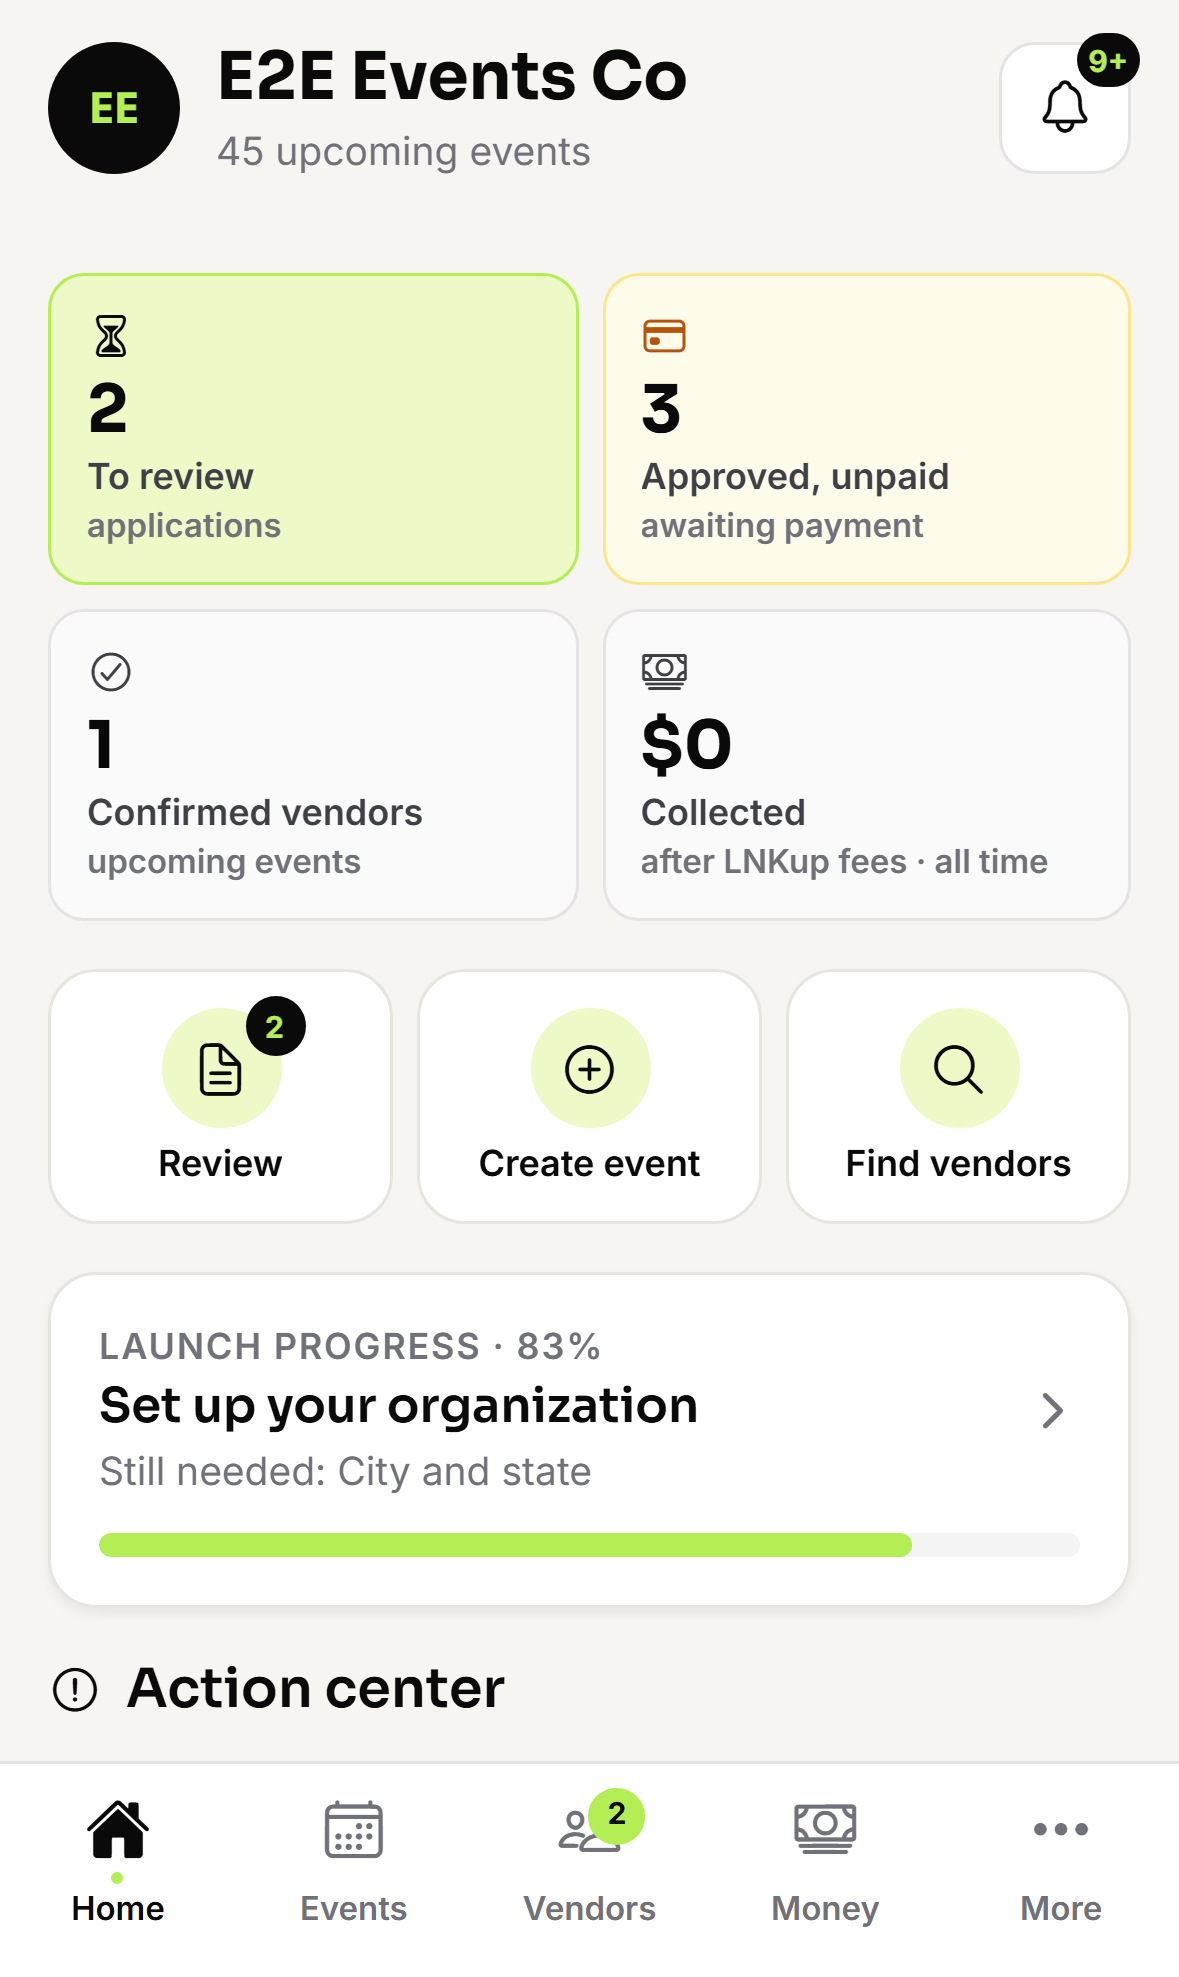 EE
E2E Events Co
45 upcoming events
9+
2
To review
applications
3
Approved, unpaid
awaiting payment
1
Confirmed vendors
upcoming events
$0
Collected
after LNKup fees · all time
2
Review
Create event
Find vendors
LAUNCH PROGRESS · 83%
Set up your organization
Still needed: City and state
Action center
2
Home
Events
Vendors
Money
More